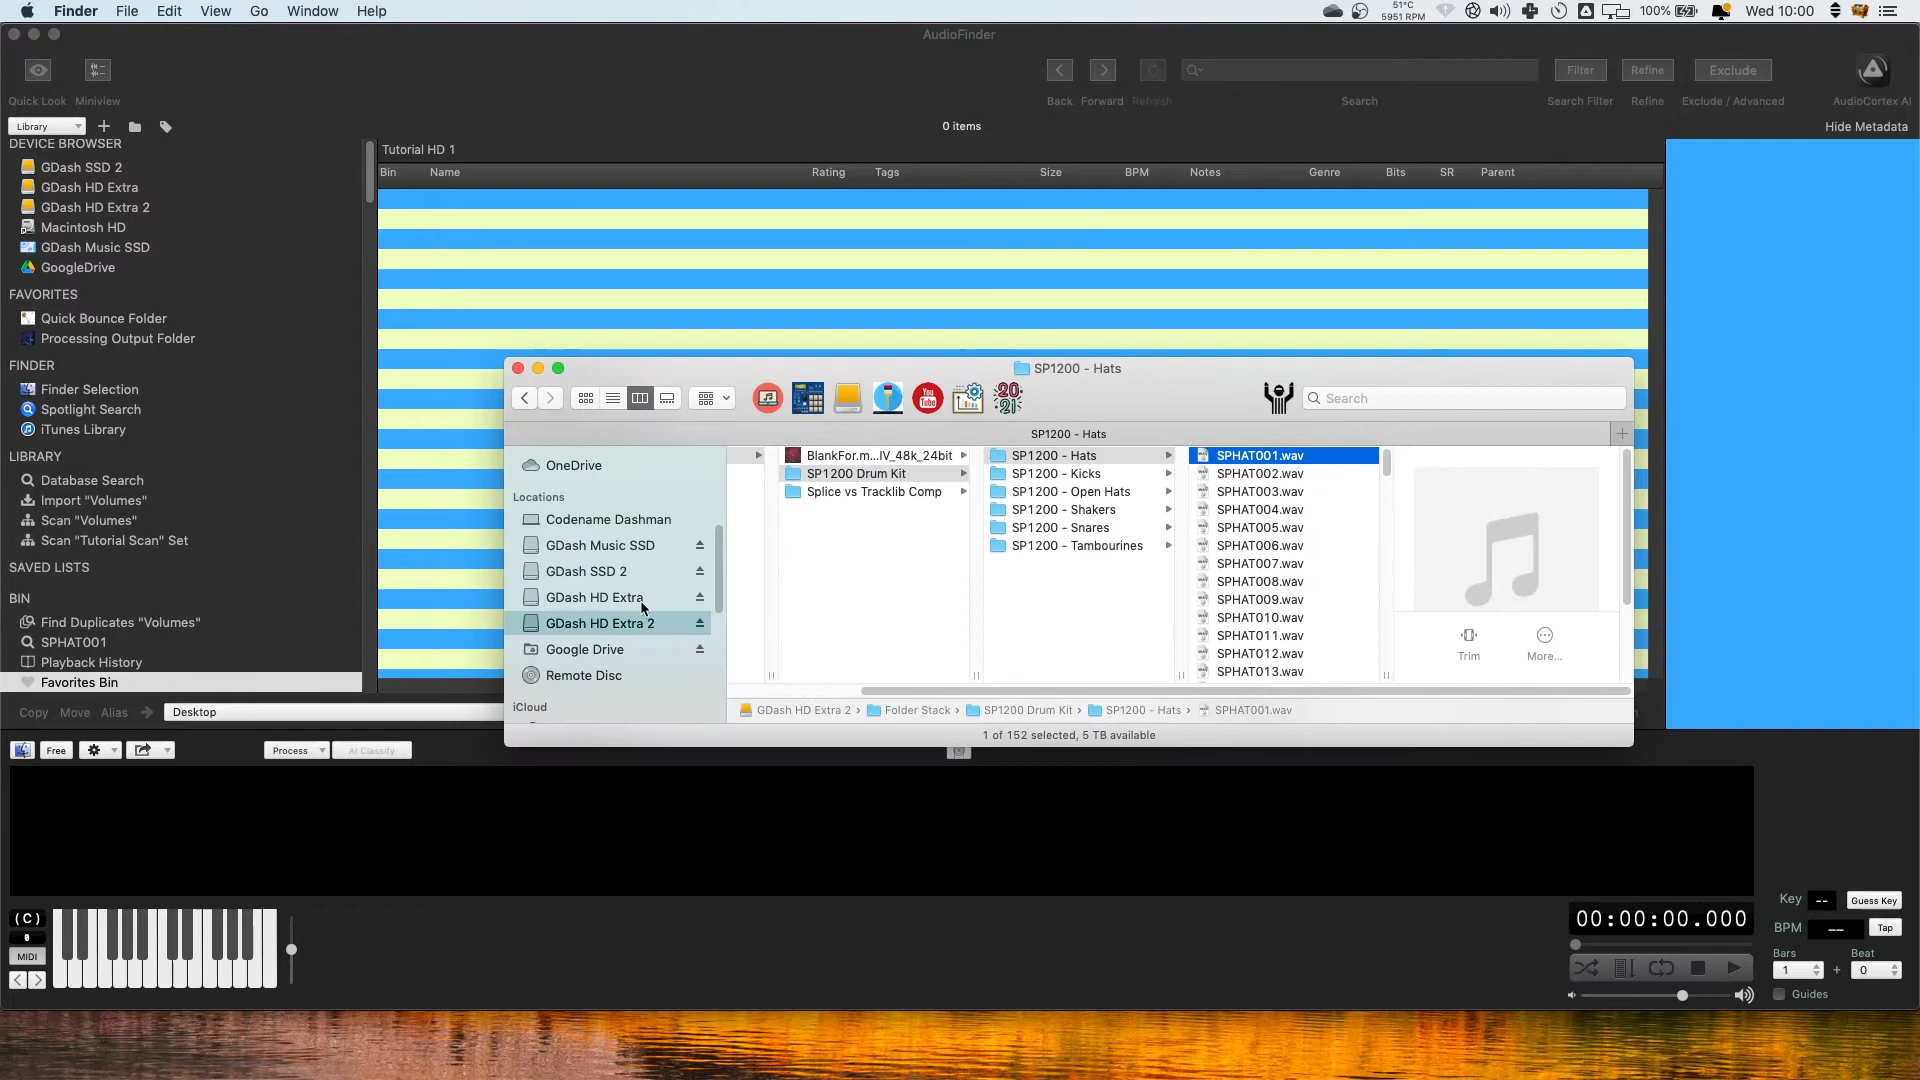 Finder File Edit View Go Window Help 51°C 5951 RPM 100% Wed 10:00
AudioFinder
Filter Refine Exclude
Quick Look Miniview Back Forward Refresh Search Search Filter Refine Exclude / Advanced AudioCortex AI
Library 0 items Hide Metadata
DEVICE BROWSER
GDash SSD 2
GDash HD Extra
GDash HD Extra 2
Macintosh HD
GDash Music SSD
GoogleDrive
FAVORITES
Quick Bounce Folder
Processing Output Folder
FINDER
Finder Selection
Spotlight Search
iTunes Library
LIBRARY
Database Search
Import "Volumes"
Scan "Volumes"
Scan "Tutorial Scan" Set
SAVED LISTS
BIN
Find Duplicates "Volumes"
SPHAT001
Playback History
Favorites Bin
Tutorial HD 1
Bin Name Rating Tags Size BPM Notes Genre Bits SR Parent
SP1200 - Hats
You Tube 20 21 Search
SP1200 - Hats
OneDrive
Locations
Codename Dashman
GDash Music SSD
GDash SSD 2
GDash HD Extra
GDash HD Extra 2
Google Drive
Remote Disc
iCloud
BlankFor.m...IV_48k_24bit
SP1200 Drum Kit
Splice vs Tracklib Comp
SP1200 - Hats
SP1200 - Kicks
SP1200 - Open Hats
SP1200 - Shakers
SP1200 - Snares
SP1200 - Tambourines
SPHAT001.wav
SPHAT002.wav
SPHAT003.wav
SPHAT004.wav
SPHAT005.wav
SPHAT006.wav
SPHAT007.wav
SPHAT008.wav
SPHAT009.wav
SPHAT010.wav
SPHAT011.wav
SPHAT012.wav
SPHAT013.wav
Trim More...
GDash HD Extra 2 › Folder Stack › SP1200 Drum Kit › SP1200 - Hats › SPHAT001.wav
1 of 152 selected, 5 TB available
Copy Move Alias Desktop
Free Process AI Classify
(C)
0
MIDI
00:00:00.000
Key -- Guess Key
BPM -- Tap
Bars Beat
1 + 0
Guides